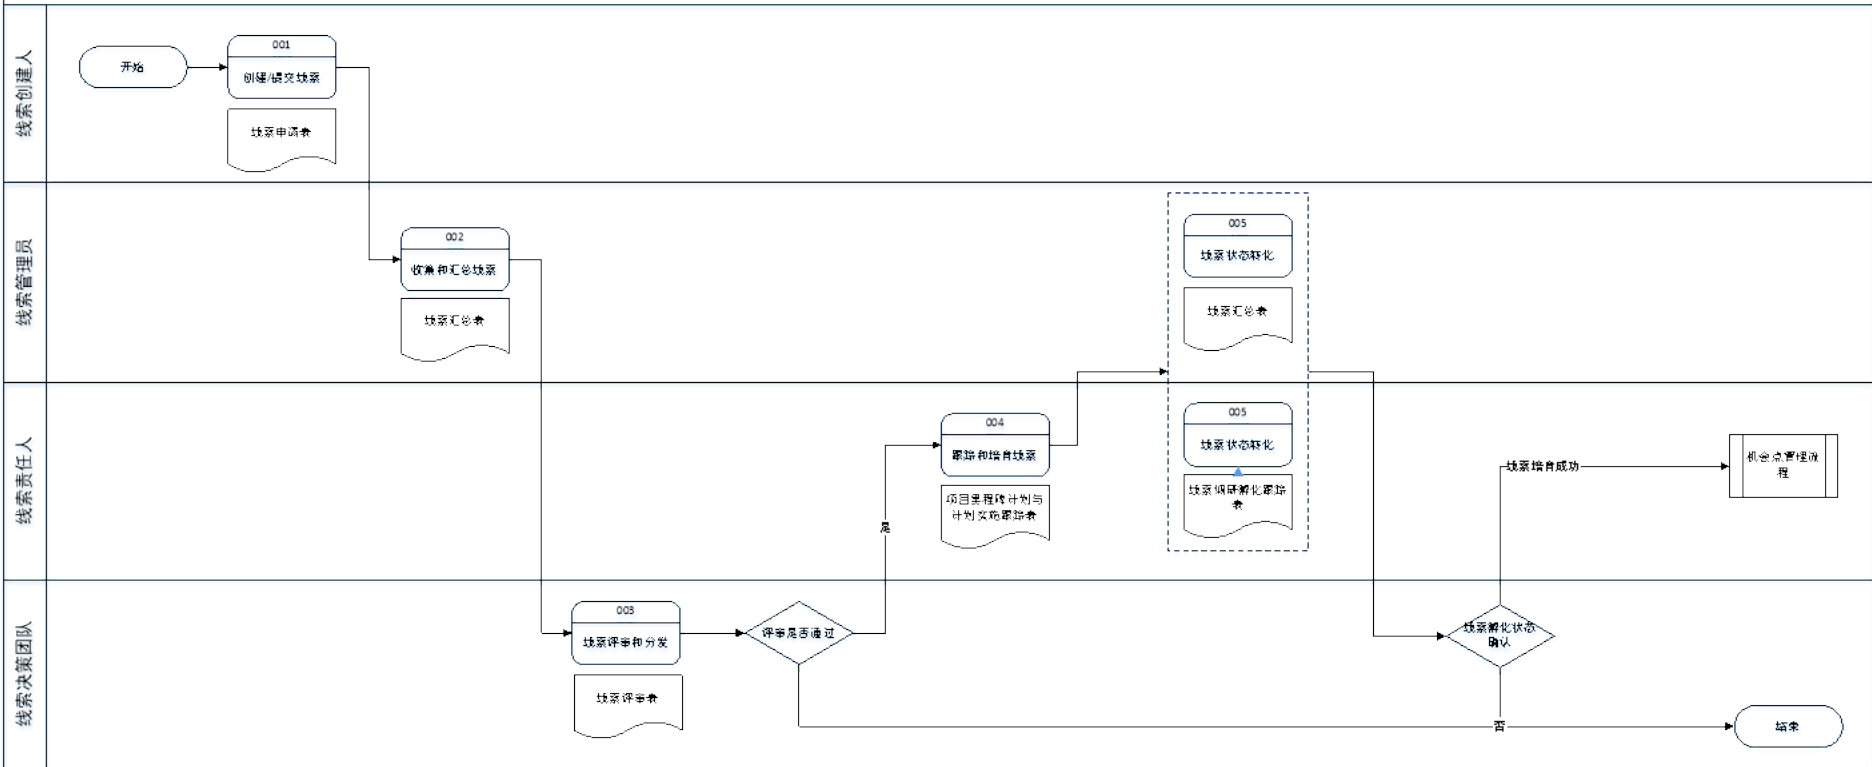 线索创建人
开始
001
创建/提交线索
线索申请表
线索管理员
002
收集和汇总线索
线索汇总表
005
线索状态转化
线索汇总表
线索责任人
004
跟踪和培育线索
项目里程碑计划与
计划实施跟踪表
005
线索状态转化
线索调研孵化跟踪
表
线索培育成功
机会点管理流
程
是
线索决策团队
003
线索评审和分发
线索评审表
评审是否通过
线索孵化状态
确认
否
结束